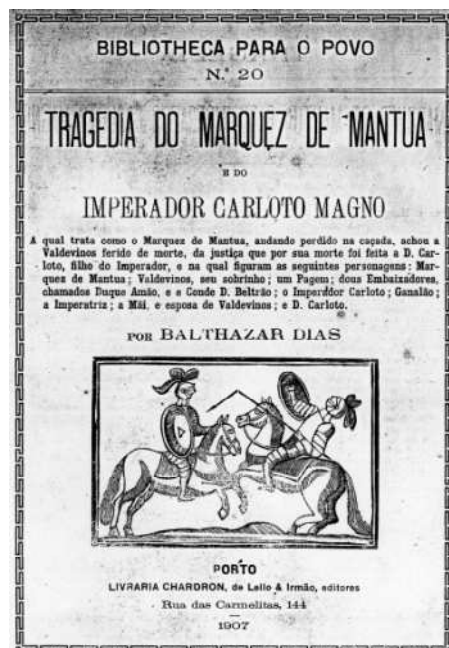 BIBLIOTHECA PARA O POVO
N.º 20
TRAGEDIA DO MARQUEZ DE MANTUA
E DO
IMPERADOR CARLOTO MAGNO
A qual trata como o Marquez de Mantua, andando perdido na caçada, achou a
Valdevinos ferido de morte, da justiça que por sua morte foi feita a D. Car-
loto, filho do Imperador, e na qual figuram as seguintes personagens: Mar-
quez de Mantua; Valdevinos, seu sobrinho; um Pagem; dous Embaixadores,
chamados Duque Amão, e o Conde D. Beltrão; o Imperador Carloto; Ganalão;
a Imperatriz; a Mãi, e esposa de Valdevinos; e D. Carloto.
POR BALTHAZAR DIAS
PORTO
LIVRARIA CHARDRON, de Lello & Irmão, editores
Rua das Carmelitas, 144
1907